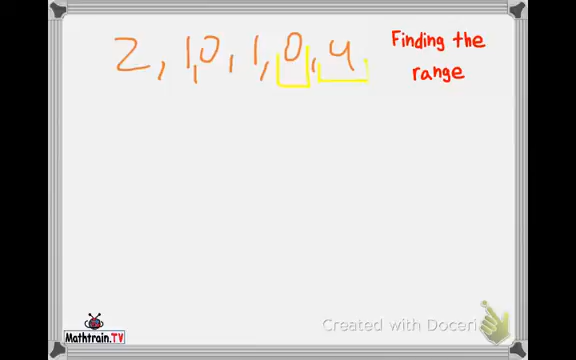 2, 1, 0, 1, 0, 4
Finding the
range
Created with Doceri
Mathtrain.TV